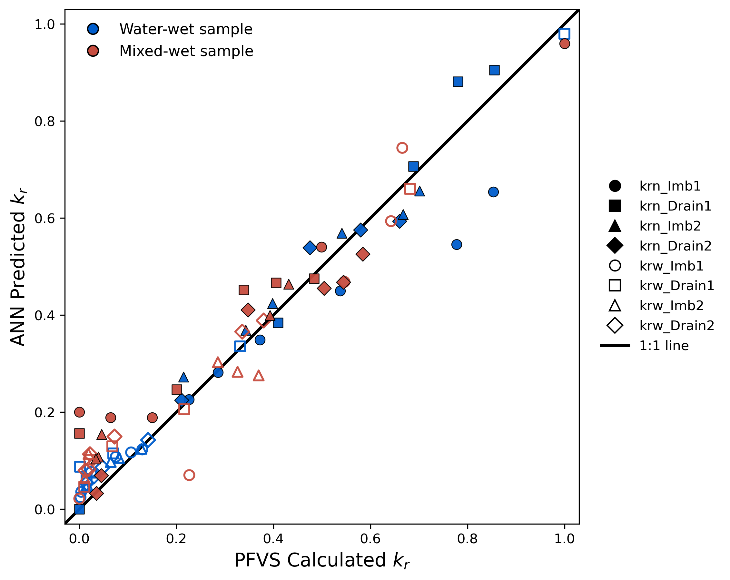 Water-wet sample
Mixed-wet sample
1.0
0.8
0.6
0.4
0.2
0.0
ANN Predicted kr
0.0 0.2 0.4 0.6 0.8 1.0
PFVS Calculated kr
krn_Imb1
krn_Drain1
krn_Imb2
krn_Drain2
krw_Imb1
krw_Drain1
krw_Imb2
krw_Drain2
1:1 line